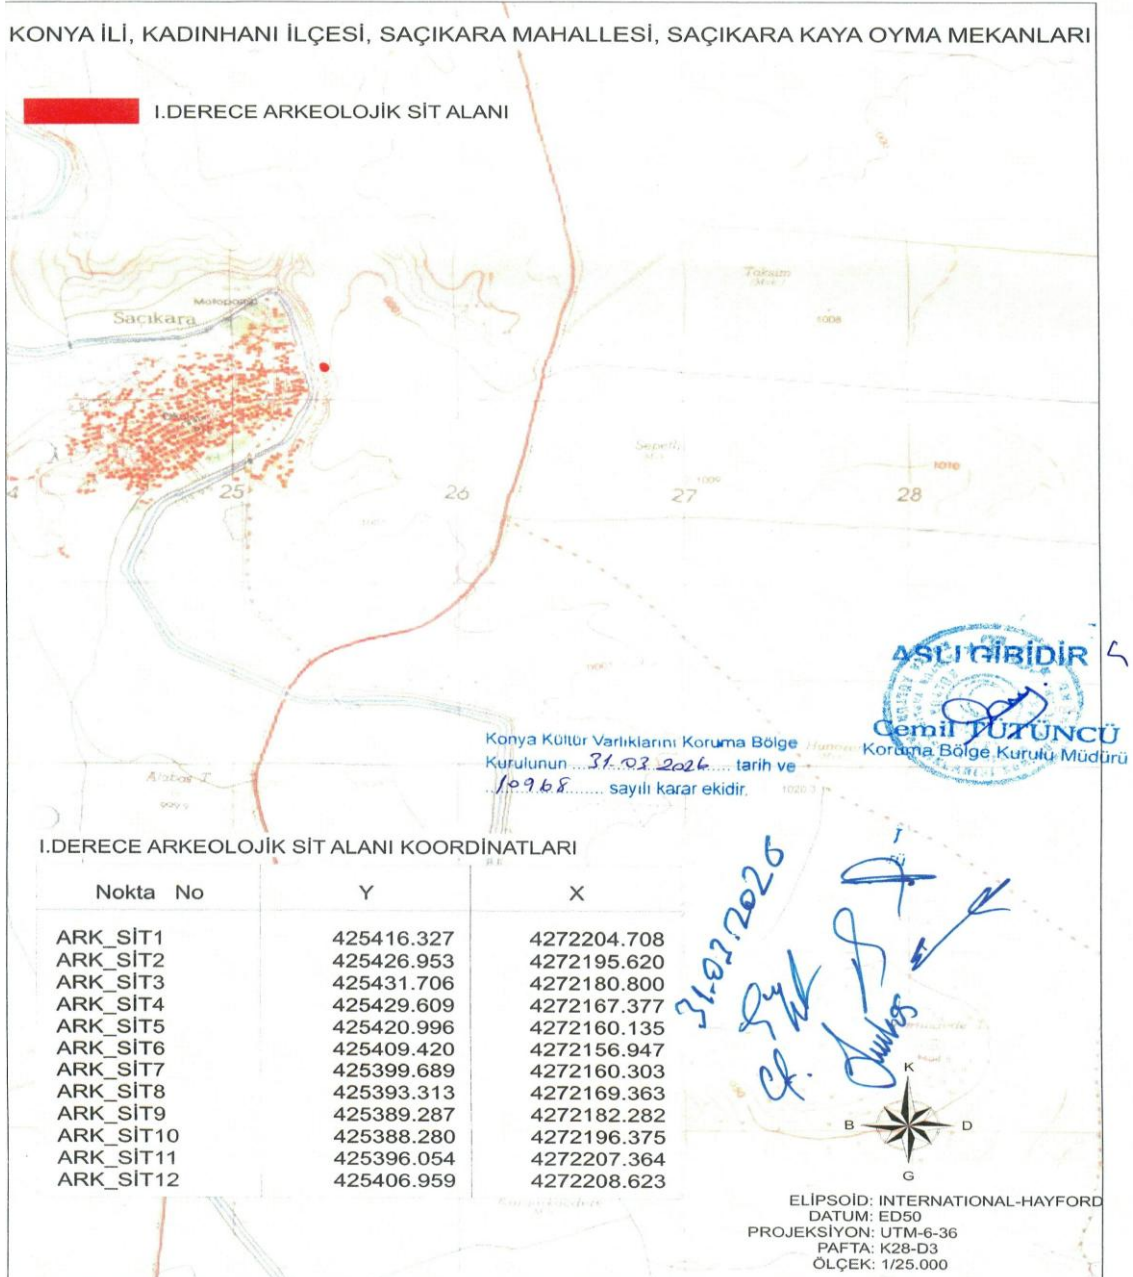 KONYA İLİ, KADINHANI İLÇESİ, SAÇIKARA MAHALLESİ, SAÇIKARA KAYA OYMA MEKANLARI
I.DERECE ARKEOLOJİK SİT ALANI
Taksim
Saçıkara
1008
Sepetli
1009
1010
25
26
27
28
ASLI GİBİDİR
Cemil TÜTÜNCÜ
Koruma Bölge Kurulu Müdürü
Konya Kültür Varlıklarını Koruma Bölge
Kurulunun 31.03.2026 tarih ve
10968 sayılı karar ekidir.
Alabaş T.
999.9
I.DERECE ARKEOLOJİK SİT ALANI KOORDİNATLARI
Nokta No Y X
ARK_SİT1 425416.327 4272204.708
ARK_SİT2 425426.953 4272195.620
ARK_SİT3 425431.706 4272180.800
ARK_SİT4 425429.609 4272167.377
ARK_SİT5 425420.996 4272160.135
ARK_SİT6 425409.420 4272156.947
ARK_SİT7 425399.689 4272160.303
ARK_SİT8 425393.313 4272169.363
ARK_SİT9 425389.287 4272182.282
ARK_SİT10 425388.280 4272196.375
ARK_SİT11 425396.054 4272207.364
ARK_SİT12 425406.959 4272208.623
31.03.2026
K
B D
G
ELİPSOİD: INTERNATIONAL-HAYFORD
DATUM: ED50
PROJEKSİYON: UTM-6-36
PAFTA: K28-D3
ÖLÇEK: 1/25.000